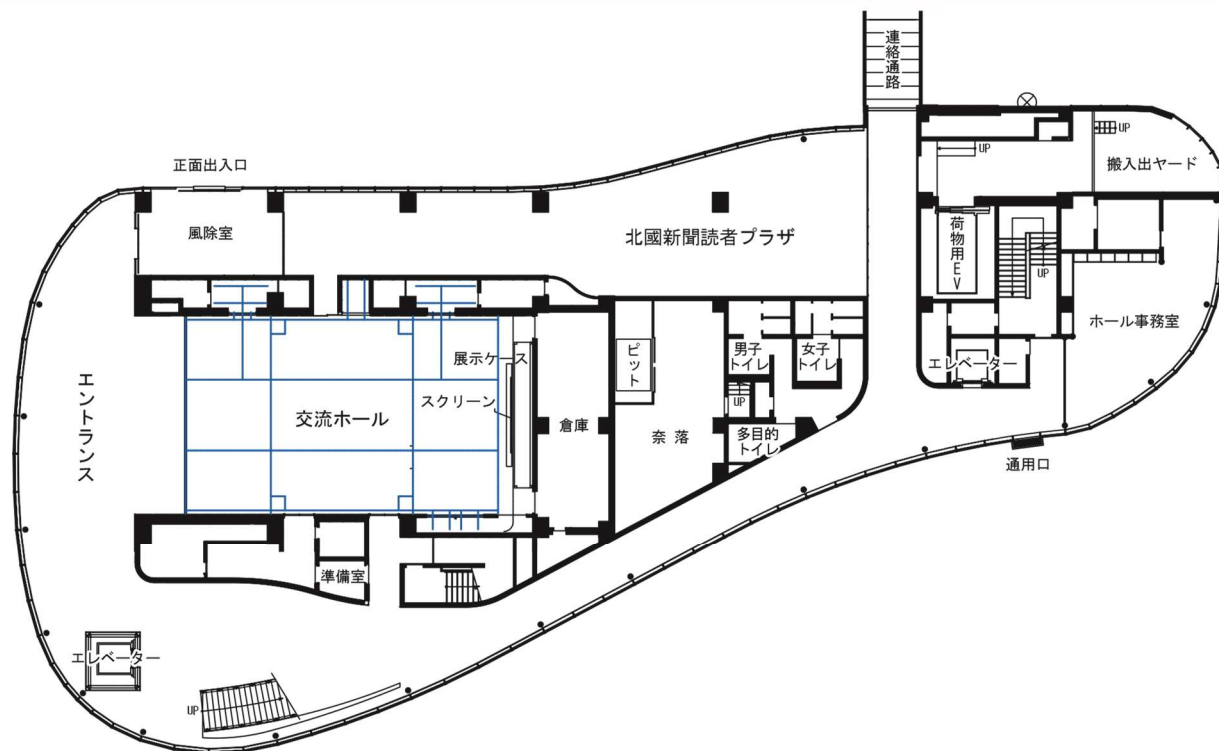 連絡通路
UP
搬入出ヤード
正面出入口
UP
風除室
北國新聞読者プラザ
荷物用EV
UP
ホール事務室
展示ケース
ピット
男子
トイレ
女子
トイレ
エレベーター
エントランス
スクリーン
UP
交流ホール
倉庫
奈落
多目的
トイレ
通用口
準備室
エレベーター
UP